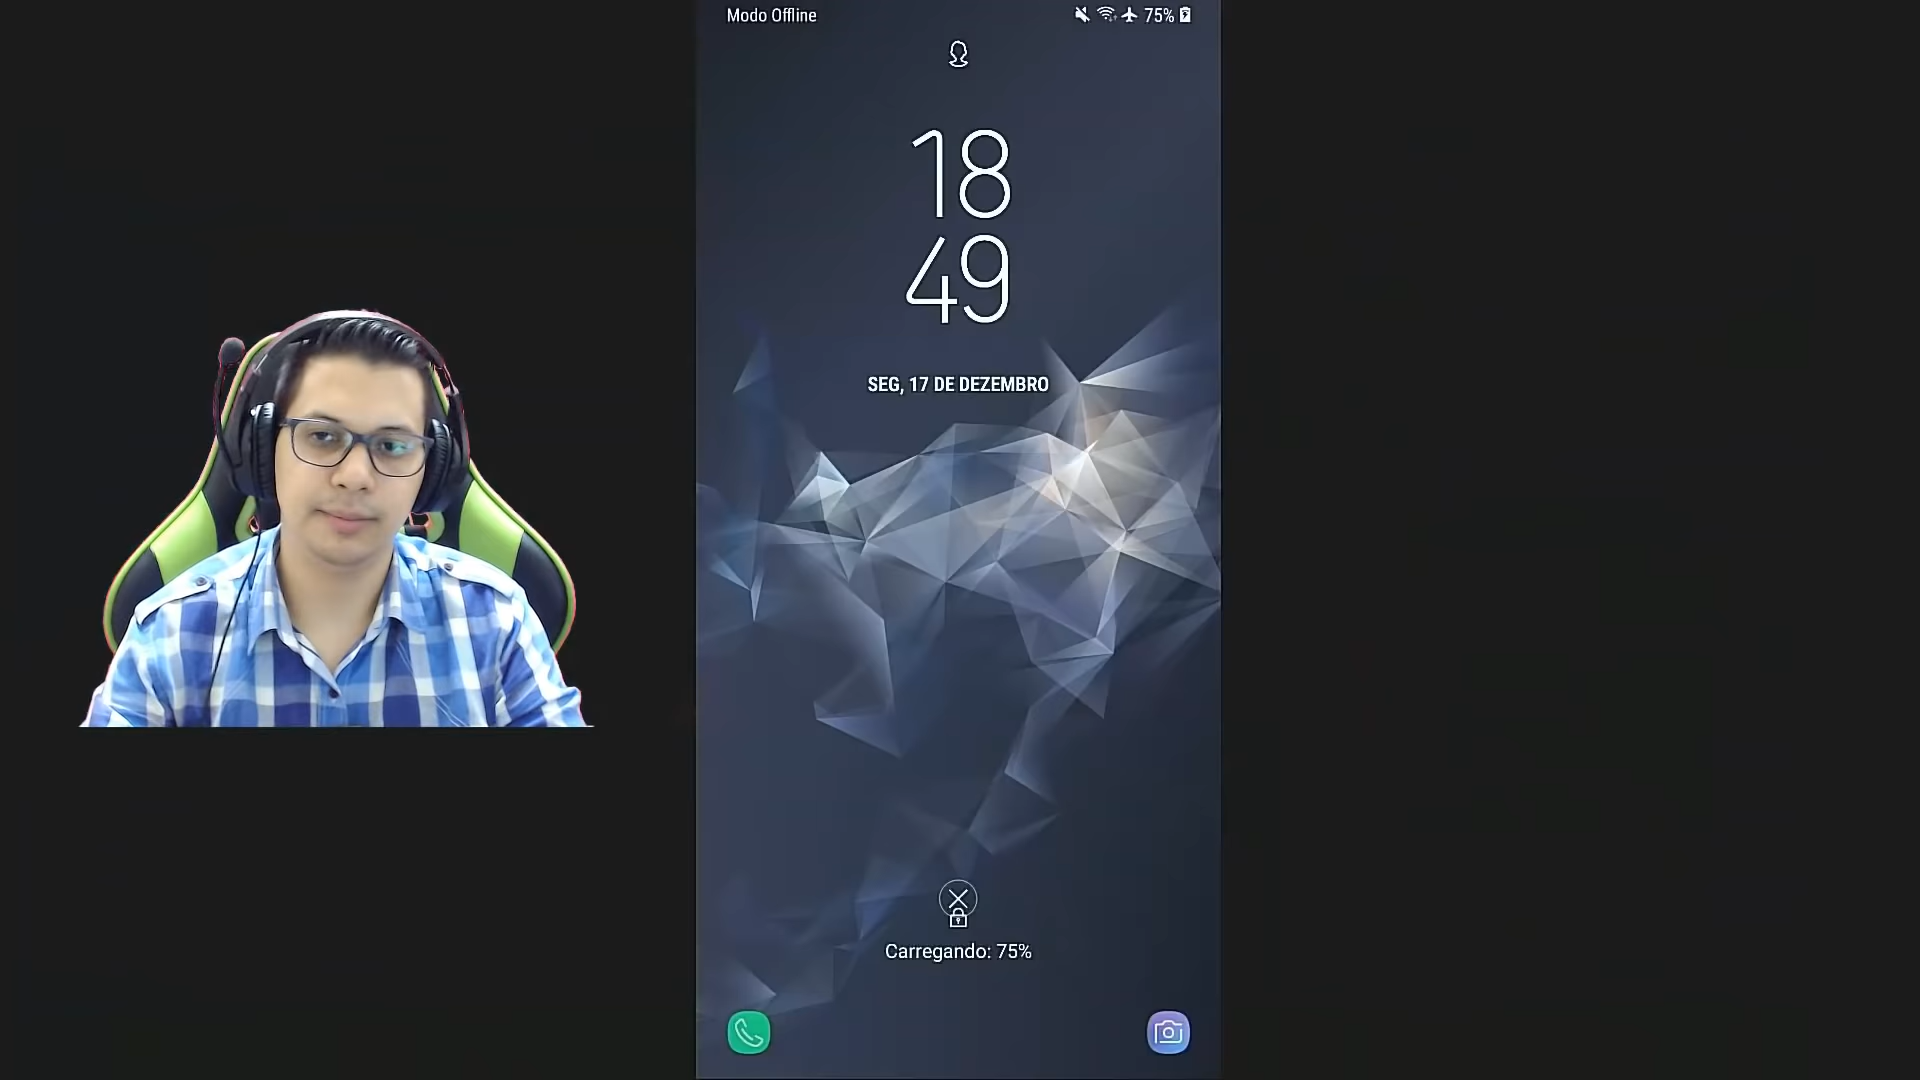 Modo Offline
75%
18
49
SEG, 17 DE DEZEMBRO
Carregando: 75%